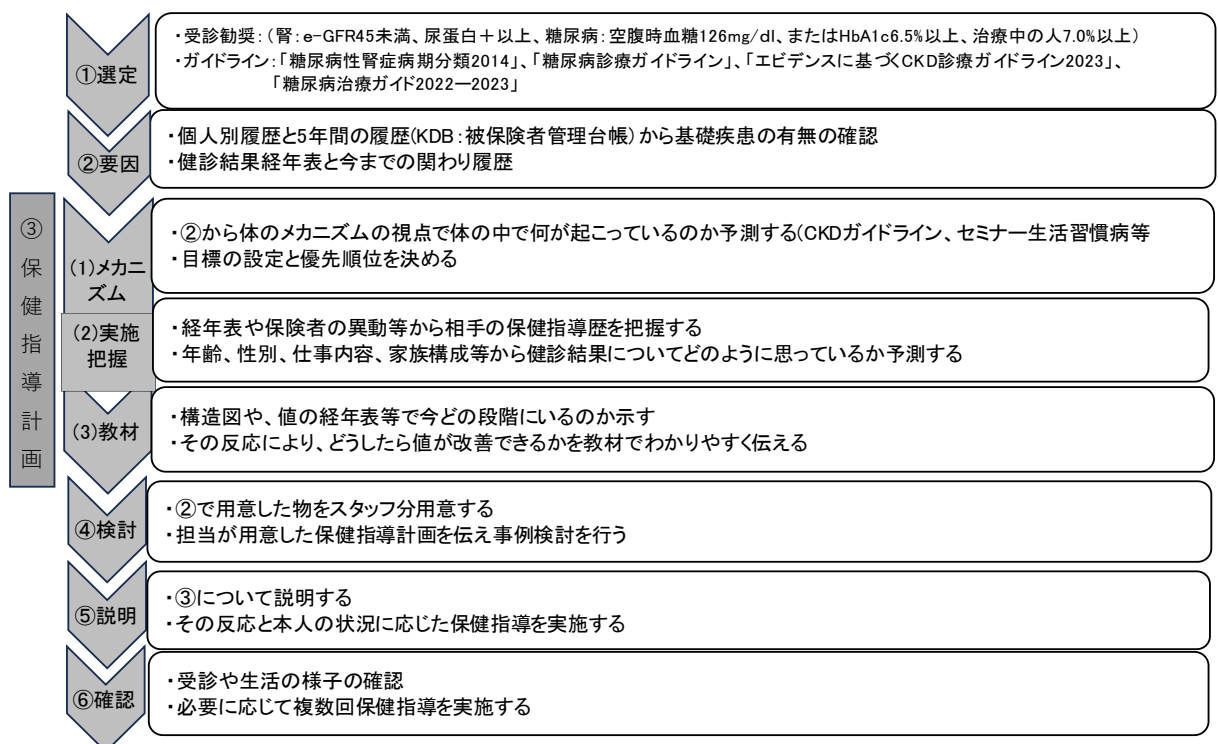 ①選定
・受診勧奨：（腎：e-GFR45未満、尿蛋白＋以上、糖尿病：空腹時血糖126mg/dl、またはHbA1c6.5%以上、治療中の人7.0%以上）
・ガイドライン：「糖尿病性腎症病期分類2014」、「糖尿病診療ガイドライン」、「エビデンスに基づくCKD診療ガイドライン2023」、
「糖尿病治療ガイド2022―2023」
②要因
・個人別履歴と5年間の履歴(KDB：被保険者管理台帳)から基礎疾患の有無の確認
・健診結果経年表と今までの関わり履歴
③保健指導計画
(1)メカニ
ズム
・②から体のメカニズムの視点で体の中で何が起こっているのか予測する(CKDガイドライン、セミナー生活習慣病等
・目標の設定と優先順位を決める
(2)実施
把握
・経年表や保険者の異動等から相手の保健指導歴を把握する
・年齢、性別、仕事内容、家族構成等から健診結果についてどのように思っているか予測する
(3)教材
・構造図や、値の経年表等で今どの段階にいるのか示す
・その反応により、どうしたら値が改善できるかを教材でわかりやすく伝える
④検討
・②で用意した物をスタッフ分用意する
・担当が用意した保健指導計画を伝え事例検討を行う
⑤説明
・③について説明する
・その反応と本人の状況に応じた保健指導を実施する
⑥確認
・受診や生活の様子の確認
・必要に応じて複数回保健指導を実施する